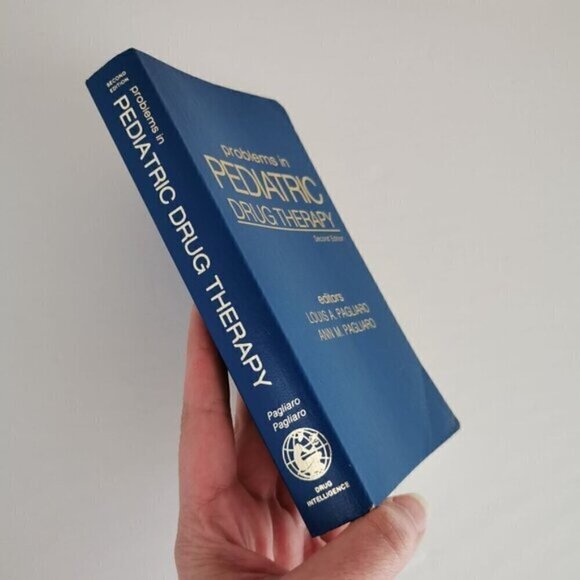 SECOND
EDITION
problems in
PEDIATRIC DRUG THERAPY
Pagliaro
Pagliaro
DRUG
INTELLIGENCE
problems in
PEDIATRIC
DRUG THERAPY
Second Edition
editors
LOUIS A. PAGLIARO
ANN M. PAGLIARO